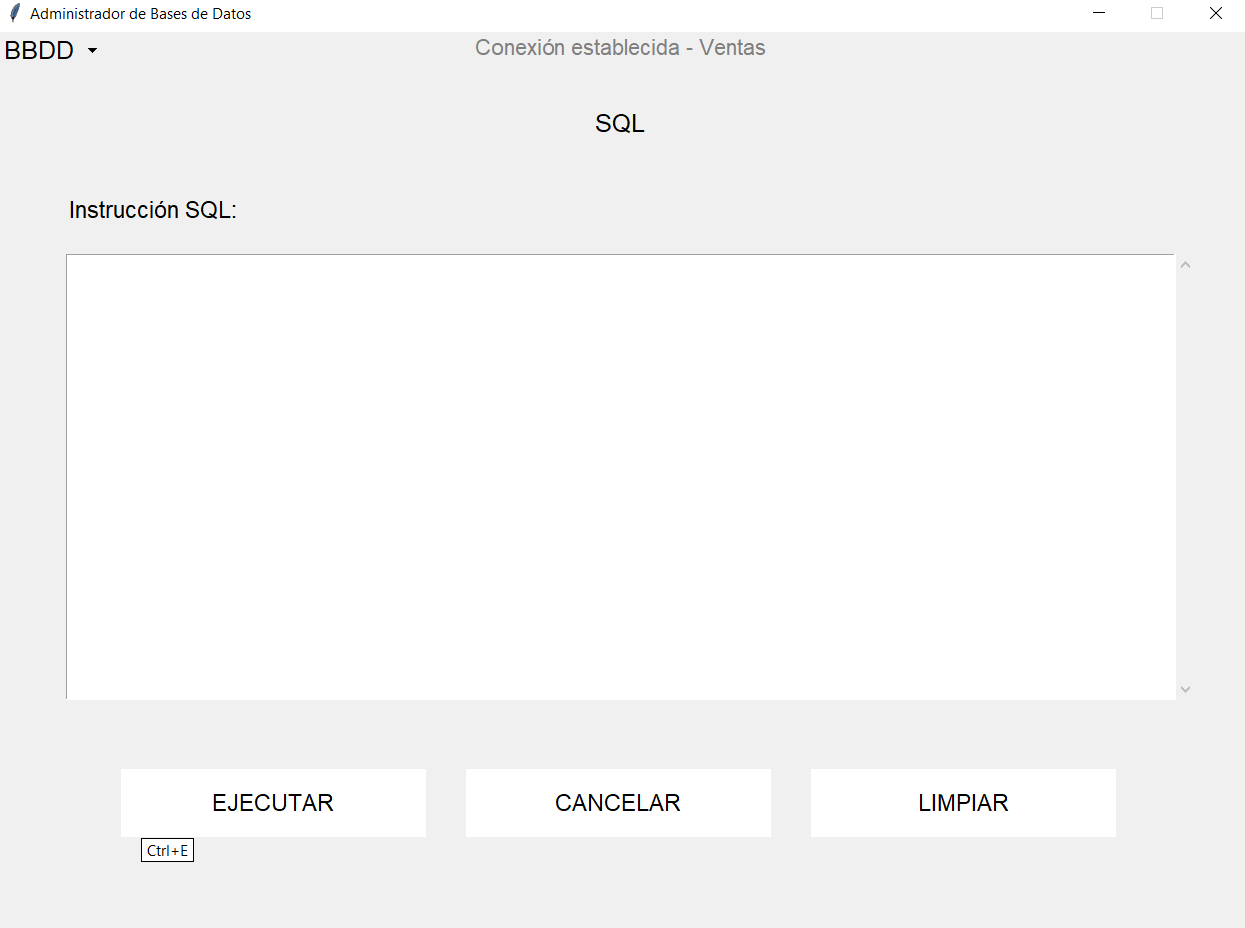 Administrador de Bases de Datos
BBDD
Conexión establecida - Ventas
SQL
Instrucción SQL:
EJECUTAR
CANCELAR
LIMPIAR
Ctrl+E